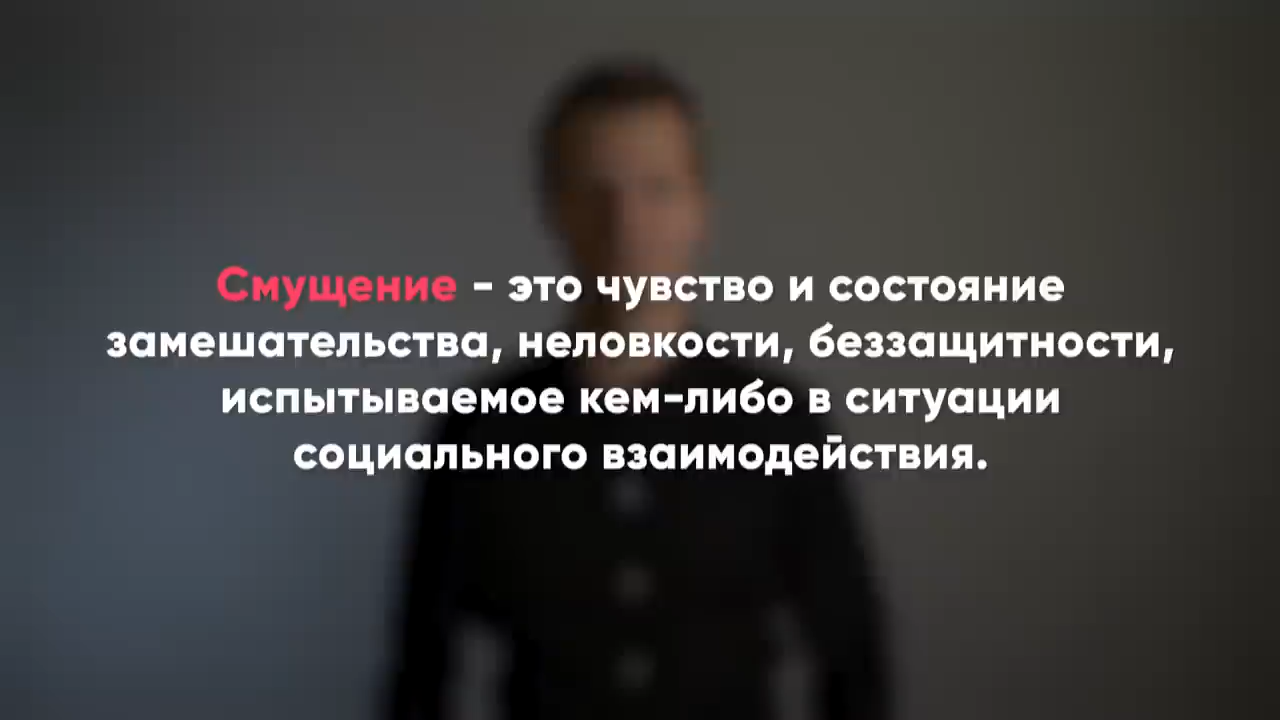 Смущение - это чувство и состояние
замешательства, неловкости, беззащитности,
испытываемое кем-либо в ситуации
социального взаимодействия.